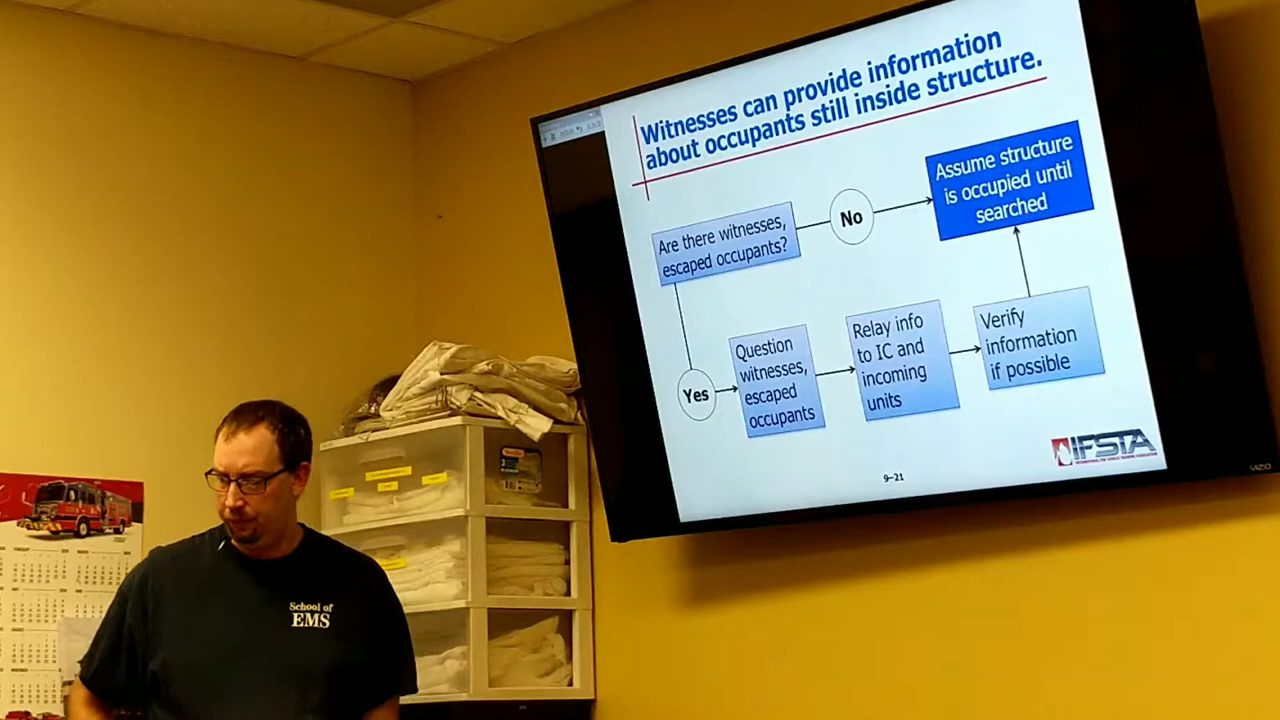 Witnesses can provide information
about occupants still inside structure.
Are there witnesses,
escaped occupants?
No
Assume structure
is occupied until
searched
Yes
Question
witnesses,
escaped
occupants
Relay info
to IC and
incoming
units
Verify
information
if possible
IFSTA
9-21
VIZIO
School of
EMS